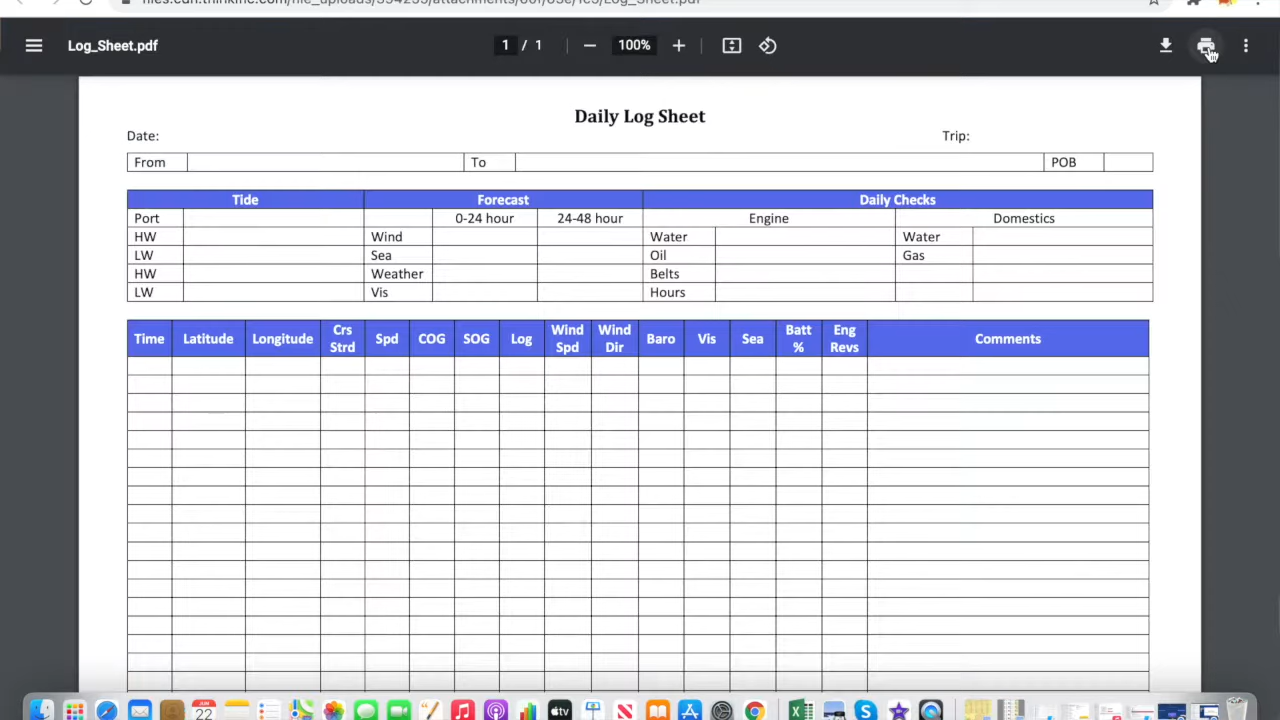 Log_Sheet.pdf
1 / 1
100%
Daily Log Sheet
Date: Trip:
From To POB
Tide Forecast Daily Checks
Port 0-24 hour 24-48 hour Engine Domestics
HW Wind Water Water
LW Sea Oil Gas
HW Weather Belts
LW Vis Hours
Time Latitude Longitude Crs Strd Spd COG SOG Log Wind Spd Wind Dir Baro Vis Sea Batt % Eng Revs Comments
JUN
22
tv